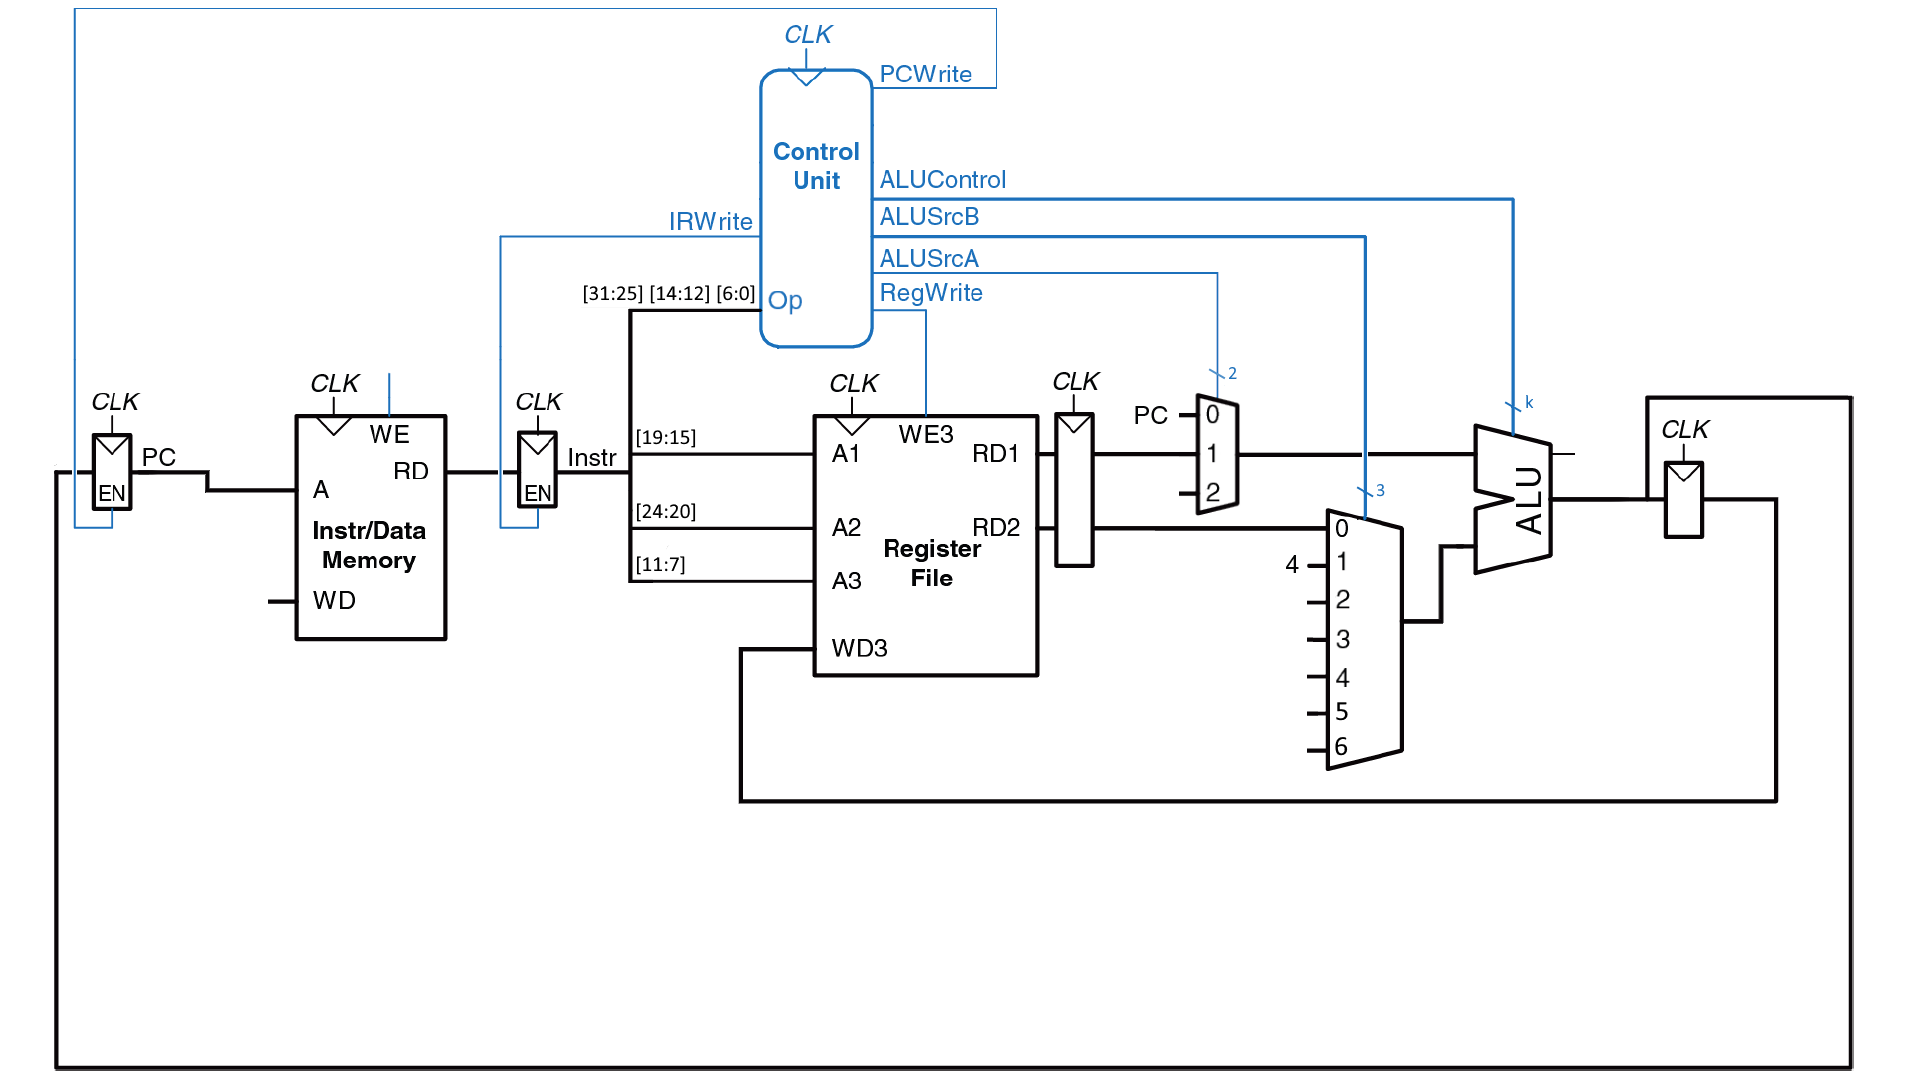 CLK
PCWrite
Control
Unit
ALUControl
ALUSrcB
IRWrite
ALUSrcA
[31:25] [14:12] [6:0]
Op
RegWrite
2
k
CLK
PC
EN
CLK
WE
RD
A
Instr/Data
Memory
WD
CLK
EN
Instr
[19:15]
[24:20]
[11:7]
CLK
WE3
A1
RD1
A2
RD2
Register
File
A3
WD3
CLK
PC
0
1
2
3
0
4
1
2
3
4
5
6
ALU
CLK